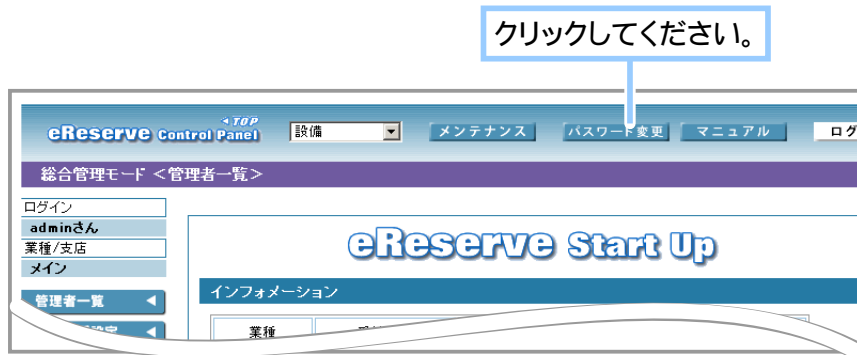 クリックしてください。
◀TOP
eReserve Control Panel 設備 メンテナンス パスワード変更 マニュアル ログ
総合管理モード <管理者一覧>
ログイン
adminさん
業種/支店
メイン
eReserve Start Up
管理者一覧 ◀
インフォメーション
業種